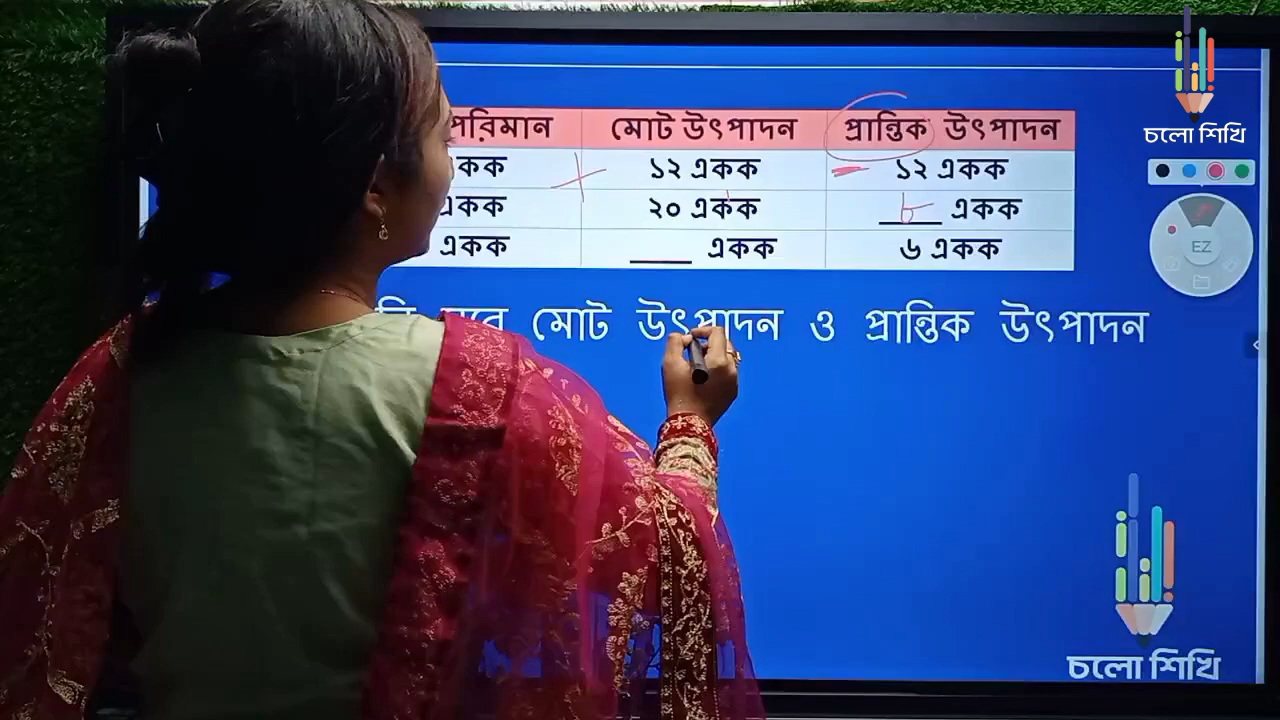 পরিমান মোট উৎপাদন প্রান্তিক উৎপাদন
একক ১২ একক ১২ একক
একক ২০ একক ৮ একক
একক ____ একক ৬ একক
মোট উৎপাদন ও প্রান্তিক উৎপাদন
চলো শিখি
EZ
চলো শিখি